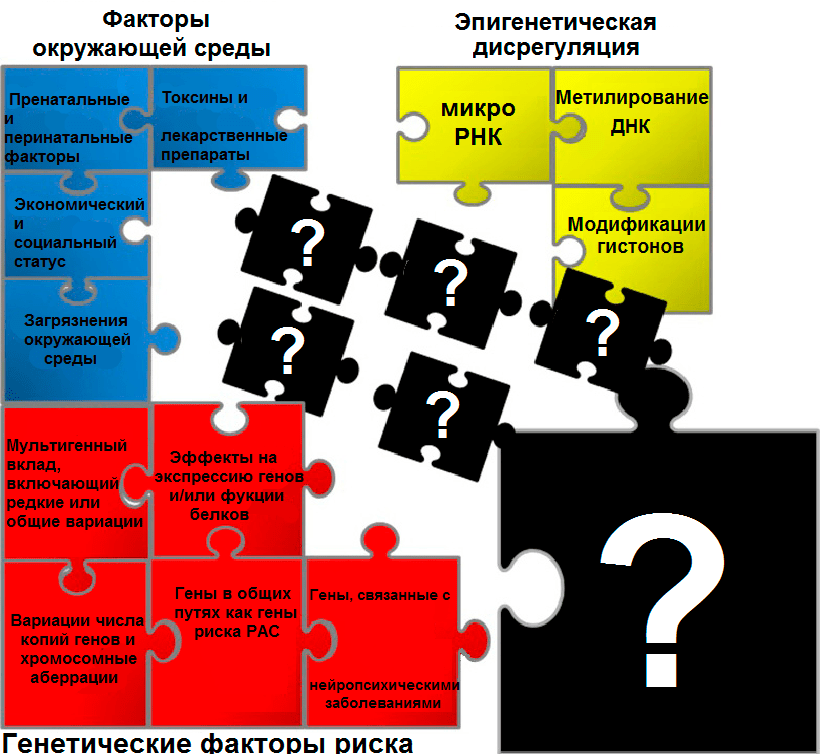 Факторы
окружающей среды
Эпигенетическая
дисрегуляция
Пренатальные
и
перинатальные
факторы
Токсины и
лекарственные
препараты
микро
РНК
Метилирование
ДНК
Экономический
и
социальный
статус
Модификации
гистонов
Загрязнения
окружающей
среды
?
?
?
?
?
?
Мультигенный
вклад,
включающий
редкие или
общие вариации
Эффекты на
экспрессию генов
и/или фукции
белков
Вариации числа
копий генов и
хромосомные
аберрации
Гены в общих
путях как гены
риска РАС
Гены, связанные с
нейропсихическими
заболеваниями
Генетические факторы риска